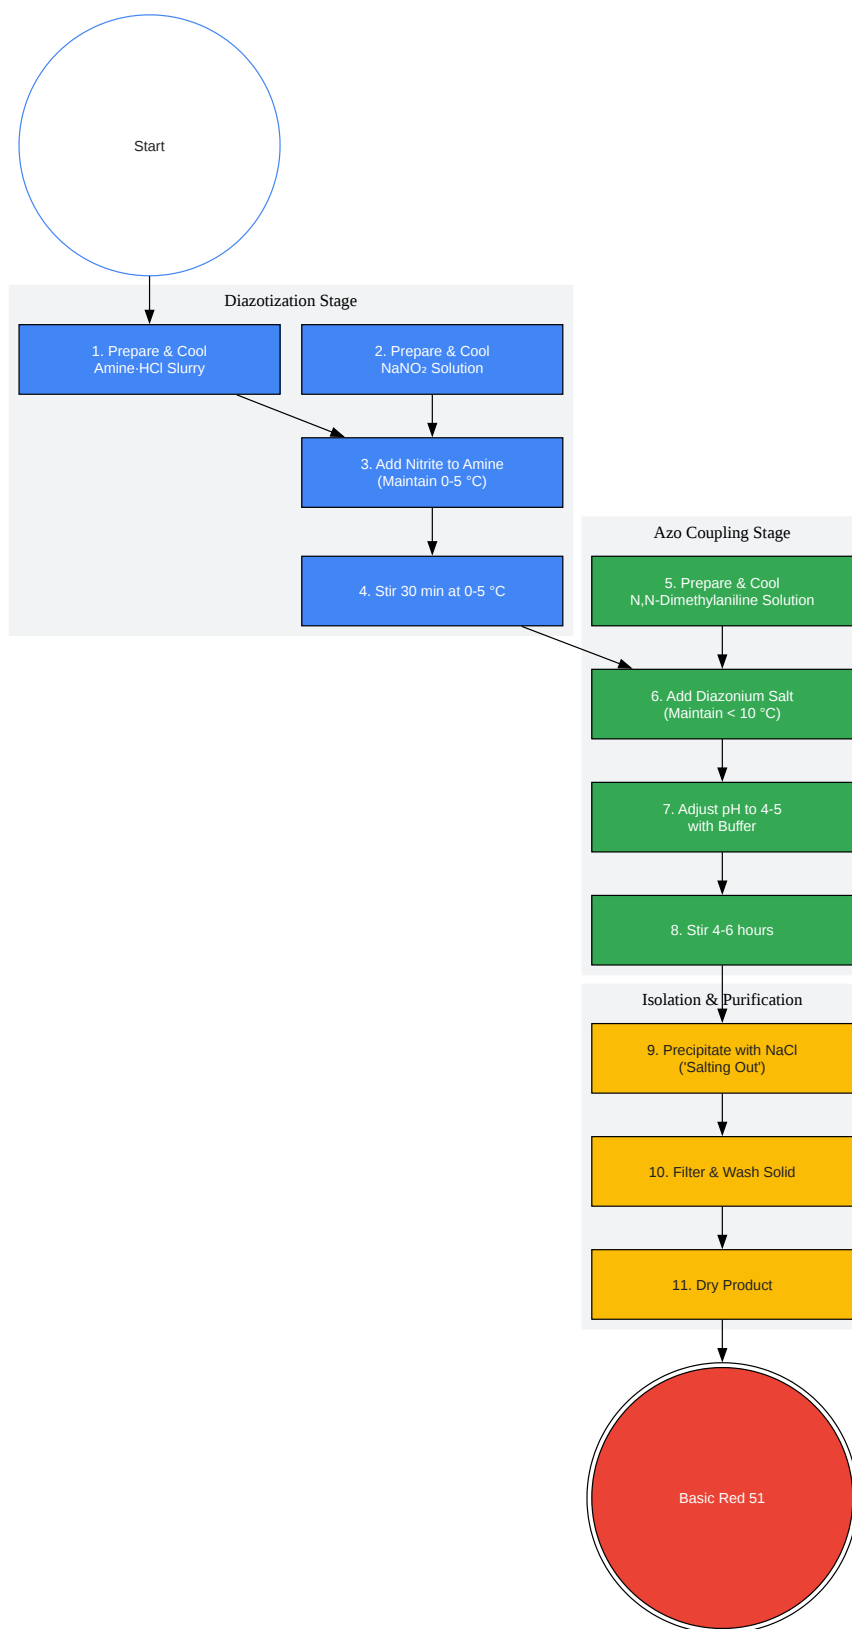 Start
Diazotization Stage
1. Prepare & Cool
Amine·HCl Slurry
2. Prepare & Cool
NaNO₂ Solution
3. Add Nitrite to Amine
(Maintain 0-5 °C)
4. Stir 30 min at 0-5 °C
Azo Coupling Stage
5. Prepare & Cool
N,N-Dimethylaniline Solution
6. Add Diazonium Salt
(Maintain < 10 °C)
7. Adjust pH to 4-5
with Buffer
8. Stir 4-6 hours
Isolation & Purification
9. Precipitate with NaCl
('Salting Out')
10. Filter & Wash Solid
11. Dry Product
Basic Red 51